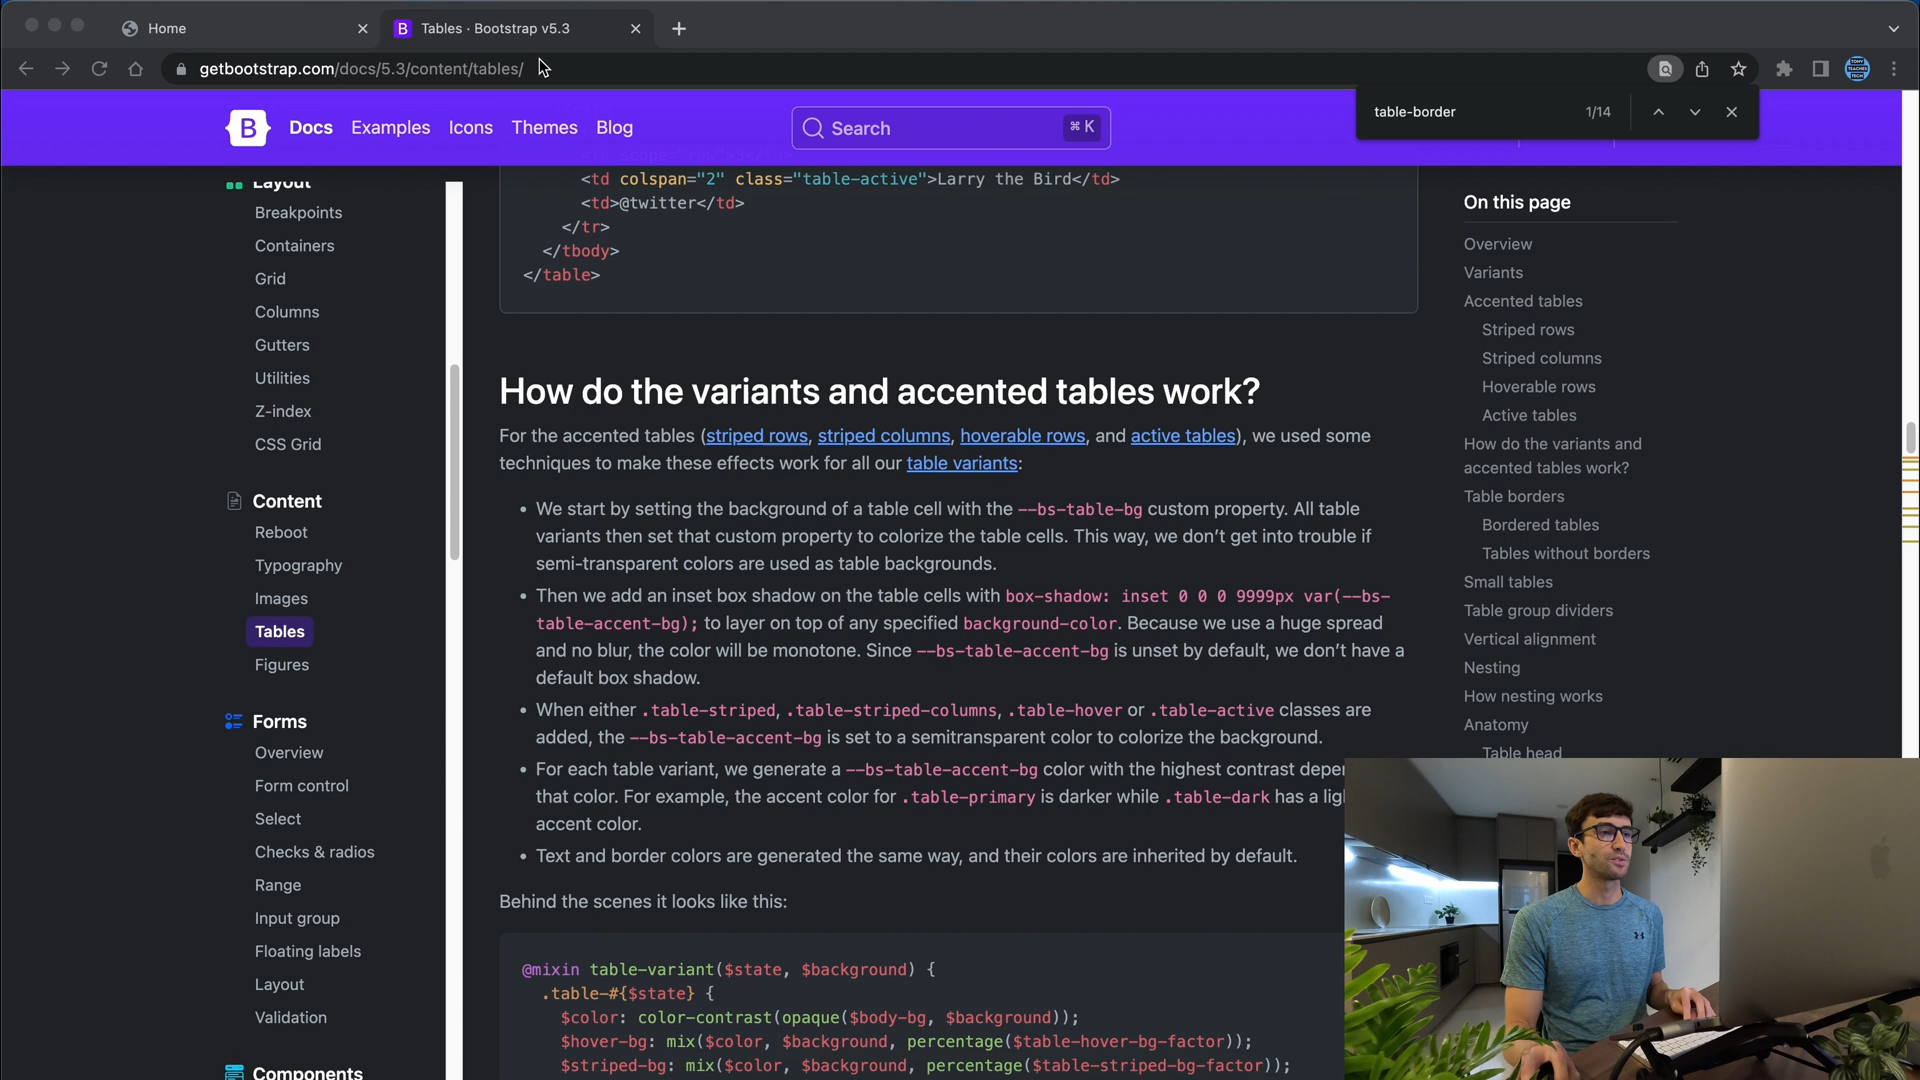 Home
Tables · Bootstrap v5.3
getbootstrap.com/docs/5.3/content/tables/
TONY TEACHES TECH
table-border 1/14
B Docs Examples Icons Themes Blog
Search ⌘ K
Layout
Breakpoints
Containers
Grid
Columns
Gutters
Utilities
Z-index
CSS Grid
Content
Reboot
Typography
Images
Tables
Figures
Forms
Overview
Form control
Select
Checks & radios
Range
Input group
Floating labels
Layout
Validation
Components
<td colspan="2" class="table-active">Larry the Bird</td>
<td>@twitter</td>
</tr>
</tbody>
</table>
How do the variants and accented tables work?
For the accented tables (striped rows, striped columns, hoverable rows, and active tables), we used some
techniques to make these effects work for all our table variants:
• We start by setting the background of a table cell with the --bs-table-bg custom property. All table
variants then set that custom property to colorize the table cells. This way, we don’t get into trouble if
semi-transparent colors are used as table backgrounds.
• Then we add an inset box shadow on the table cells with box-shadow: inset 0 0 0 9999px var(--bs-
table-accent-bg); to layer on top of any specified background-color. Because we use a huge spread
and no blur, the color will be monotone. Since --bs-table-accent-bg is unset by default, we don’t have a
default box shadow.
• When either .table-striped, .table-striped-columns, .table-hover or .table-active classes are
added, the --bs-table-accent-bg is set to a semitransparent color to colorize the background.
• For each table variant, we generate a --bs-table-accent-bg color with the highest contrast depen
that color. For example, the accent color for .table-primary is darker while .table-dark has a lig
accent color.
• Text and border colors are generated the same way, and their colors are inherited by default.
Behind the scenes it looks like this:
@mixin table-variant($state, $background) {
.table-#{$state} {
$color: color-contrast(opaque($body-bg, $background));
$hover-bg: mix($color, $background, percentage($table-hover-bg-factor));
$striped-bg: mix($color, $background, percentage($table-striped-bg-factor));
On this page
Overview
Variants
Accented tables
Striped rows
Striped columns
Hoverable rows
Active tables
How do the variants and
accented tables work?
Table borders
Bordered tables
Tables without borders
Small tables
Table group dividers
Vertical alignment
Nesting
How nesting works
Anatomy
Table head